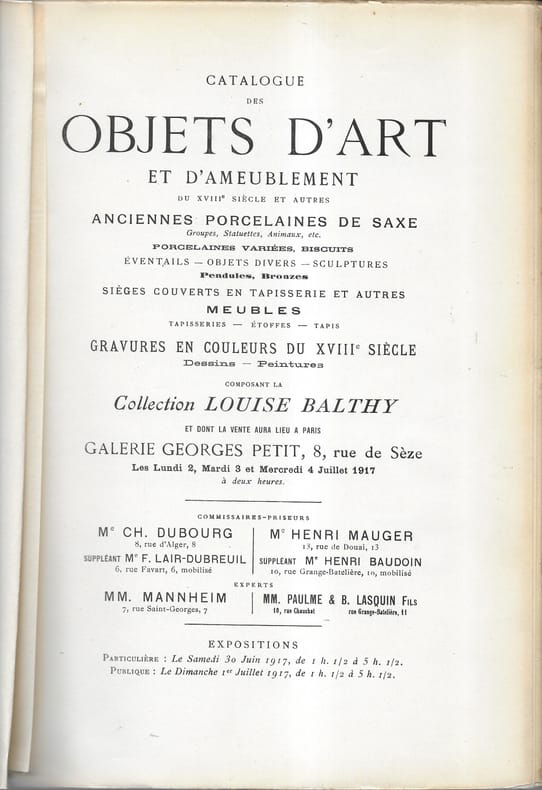 CATALOGUE
DES
OBJETS D'ART
ET D'AMEUBLEMENT
DU XVIIIᵉ SIÈCLE ET AUTRES
ANCIENNES PORCELAINES DE SAXE
Groupes, Statuettes, Animaux, etc.
PORCELAINES VARIÉES, BISCUITS
ÉVENTAILS — OBJETS DIVERS — SCULPTURES
Pendules, Bronzes
SIÈGES COUVERTS EN TAPISSERIE ET AUTRES
MEUBLES
TAPISSERIES — ÉTOFFES — TAPIS
GRAVURES EN COULEURS DU XVIIIᵉ SIÈCLE
Dessins — Peintures
COMPOSANT LA
Collection LOUISE BALTHY
ET DONT LA VENTE AURA LIEU A PARIS
GALERIE GEORGES PETIT, 8, rue de Sèze
Les Lundi 2, Mardi 3 et Mercredi 4 Juillet 1917
à deux heures.
COMMISSAIRES-PRISEURS
Mᵉ CH. DUBOURG
8, rue d'Alger, 8
SUPPLÉANT Mᵉ F. LAIR-DUBREUIL
6, rue Favart, 6, mobilisé
Mᵉ HENRI MAUGER
13, rue de Douai, 13
SUPPLÉANT Mᵉ HENRI BAUDOIN
10, rue Grange-Batelière, 10, mobilisé
EXPERTS
MM. MANNHEIM
7, rue Saint-Georges, 7
MM. PAULME & B. LASQUIN FILS
10, rue Chauchat rue Grange-Batelière, 11
EXPOSITIONS
PARTICULIÈRE : Le Samedi 30 Juin 1917, de 1 h. 1/2 à 5 h. 1/2.
PUBLIQUE : Le Dimanche 1ᵉʳ Juillet 1917, de 1 h. 1/2 à 5 h. 1/2.